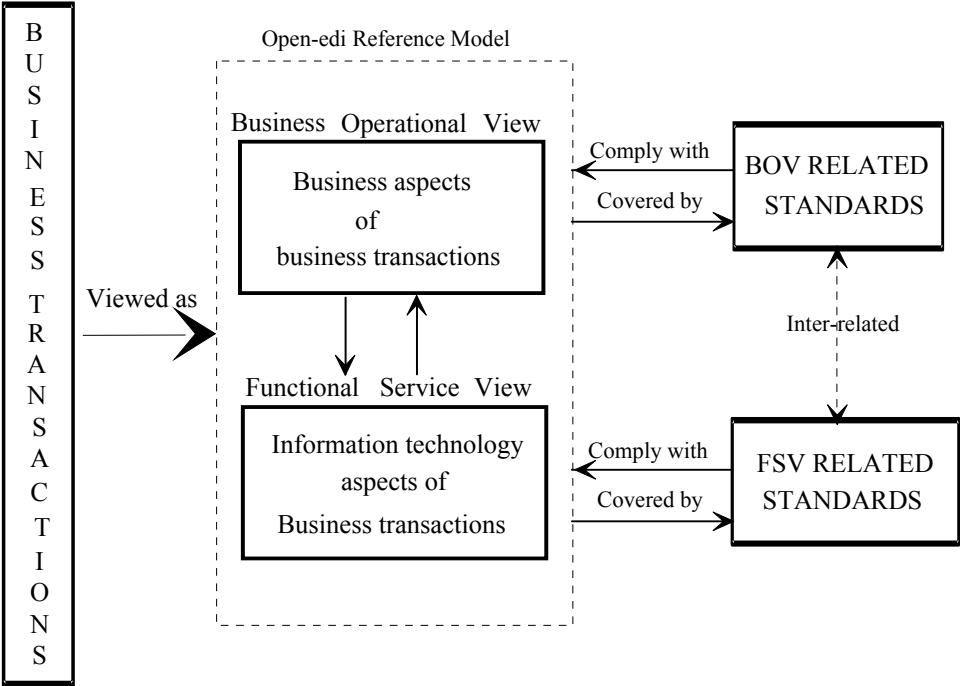 BUSINESS TRANSACTIONS
Viewed as
Open-edi Reference Model
Business Operational View
Business aspects
of
business transactions
Functional Service View
Information technology
aspects of
Business transactions
Comply with
Covered by
BOV RELATED
STANDARDS
Inter-related
Comply with
Covered by
FSV RELATED
STANDARDS